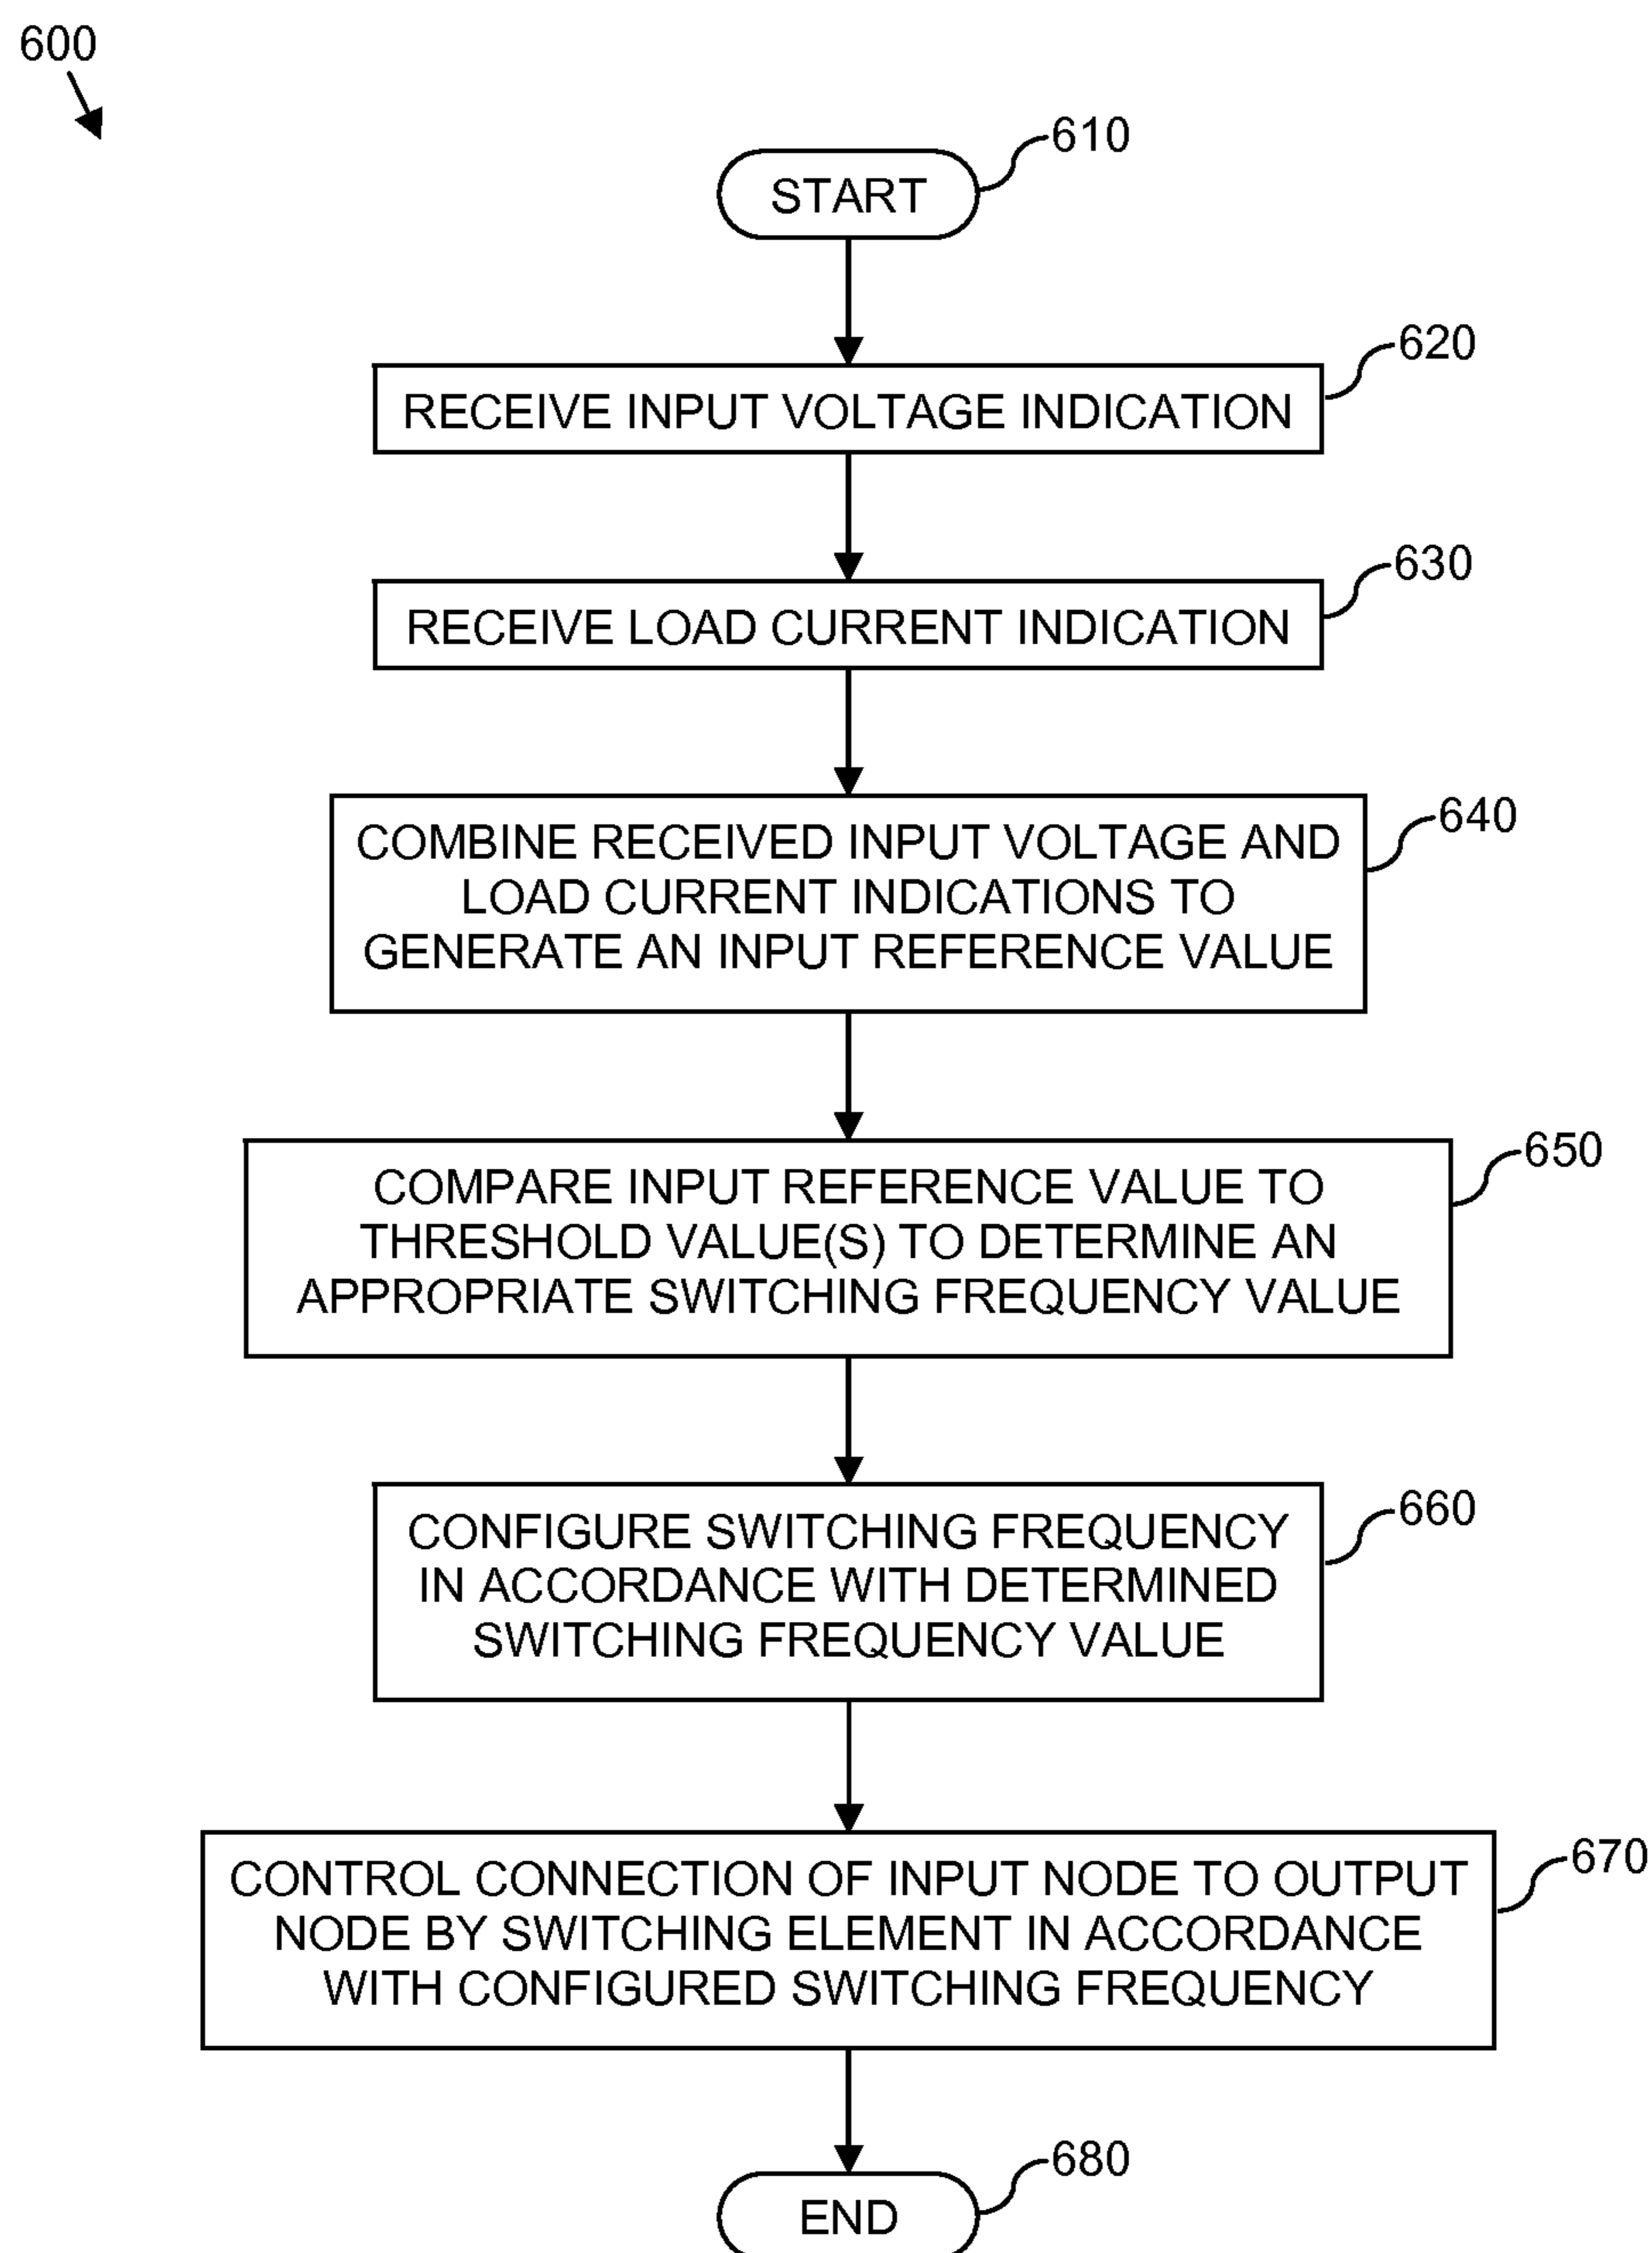 600
610
START
620
RECEIVE INPUT VOLTAGE INDICATION
630
RECEIVE LOAD CURRENT INDICATION
640
COMBINE RECEIVED INPUT VOLTAGE AND
LOAD CURRENT INDICATIONS TO
GENERATE AN INPUT REFERENCE VALUE
650
COMPARE INPUT REFERENCE VALUE TO
THRESHOLD VALUE(S) TO DETERMINE AN
APPROPRIATE SWITCHING FREQUENCY VALUE
660
CONFIGURE SWITCHING FREQUENCY
IN ACCORDANCE WITH DETERMINED
SWITCHING FREQUENCY VALUE
670
CONTROL CONNECTION OF INPUT NODE TO OUTPUT
NODE BY SWITCHING ELEMENT IN ACCORDANCE
WITH CONFIGURED SWITCHING FREQUENCY
680
END